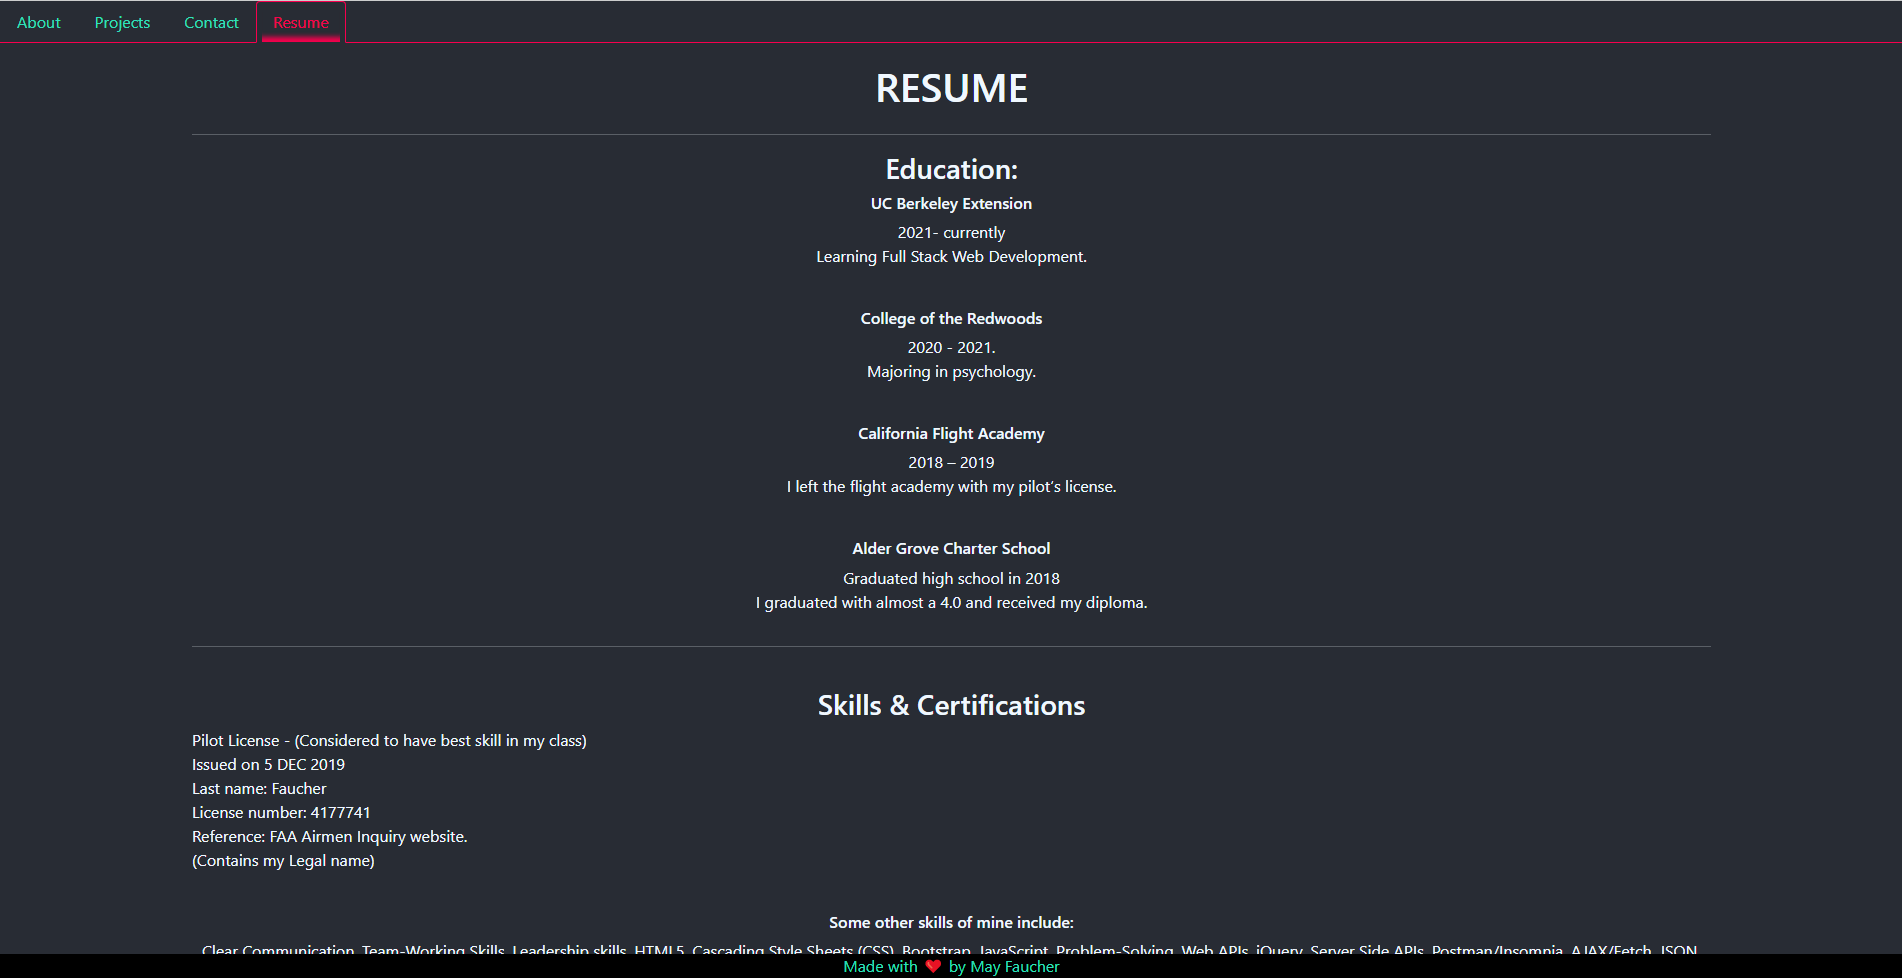 About Projects Contact Resume
RESUME
Education:
UC Berkeley Extension
2021- currently
Learning Full Stack Web Development.
College of the Redwoods
2020 - 2021.
Majoring in psychology.
California Flight Academy
2018 – 2019
I left the flight academy with my pilot's license.
Alder Grove Charter School
Graduated high school in 2018
I graduated with almost a 4.0 and received my diploma.
Skills & Certifications
Pilot License - (Considered to have best skill in my class)
Issued on 5 DEC 2019
Last name: Faucher
License number: 4177741
Reference: FAA Airmen Inquiry website.
(Contains my Legal name)
Some other skills of mine include:
Clear Communication, Team-Working Skills, Leadership skills, HTML5, Cascading Style Sheets (CSS), Bootstrap, JavaScript, Problem-Solving, Web APIs, jQuery, Server Side APIs, Postman/Insomnia, AJAX/Fetch, JSON,
Made with ❤️ by May Faucher